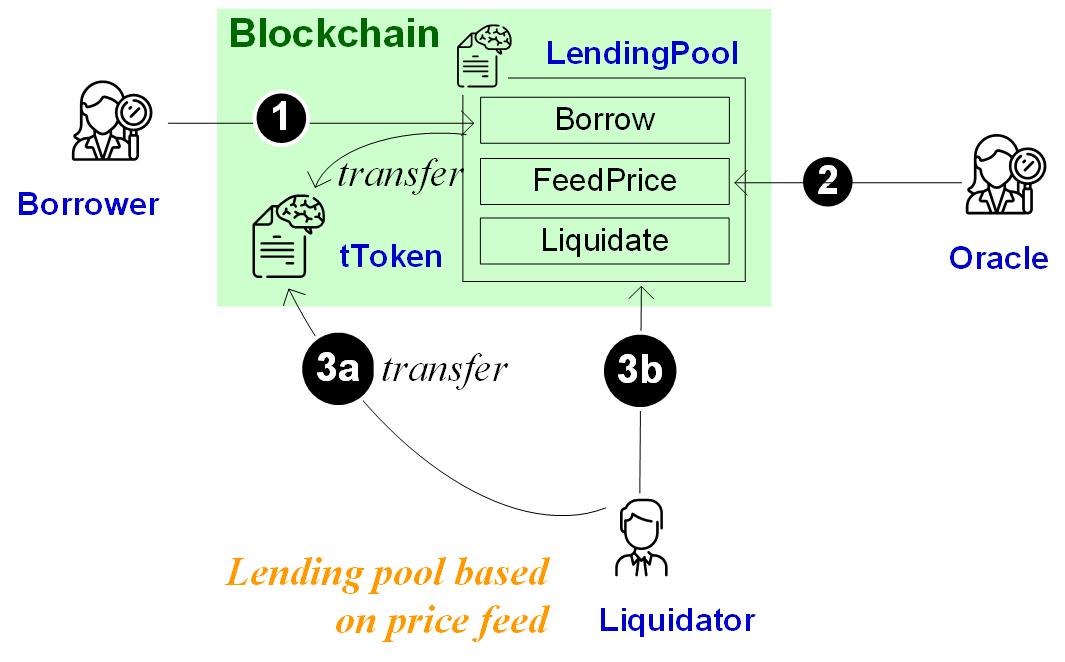 Blockchain
LendingPool
1
Borrow
transfer
FeedPrice
2
Borrower
Liquidate
tToken
Oracle
3a
transfer
3b
Lending pool based
on price feed
Liquidator